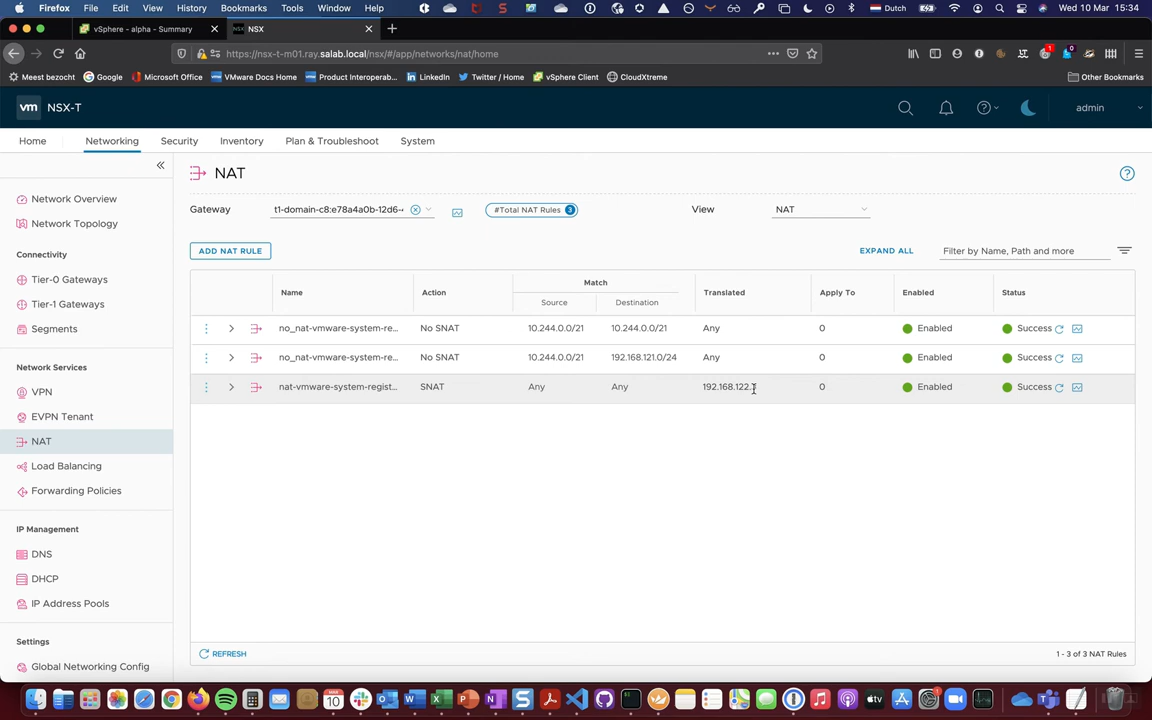 Firefox File Edit View History Bookmarks Tools Window Help Dutch Wed 10 Mar 15:34
vSphere - alpha - Summary NSX
https://nsx-t-m01.ray.salab.local/nsx/#/app/networks/nat/home
Meest bezocht Google Microsoft Office VMware Docs Home Product Interoperab... LinkedIn Twitter / Home vSphere Client CloudXtreme Other Bookmarks
vm NSX-T admin
Home Networking Security Inventory Plan & Troubleshoot System
NAT
Network Overview
Network Topology
Connectivity
Tier-0 Gateways
Tier-1 Gateways
Segments
Network Services
VPN
EVPN Tenant
NAT
Load Balancing
Forwarding Policies
IP Management
DNS
DHCP
IP Address Pools
Settings
Global Networking Config
Gateway t1-domain-c8:e78a4a0b-12d6-‹ #Total NAT Rules 3 View NAT
ADD NAT RULE EXPAND ALL Filter by Name, Path and more
Name Action Match Translated Apply To Enabled Status
Source Destination
no_nat-vmware-system-re... No SNAT 10.244.0.0/21 10.244.0.0/21 Any 0 Enabled Success
no_nat-vmware-system-re... No SNAT 10.244.0.0/21 192.168.121.0/24 Any 0 Enabled Success
nat-vmware-system-regist... SNAT Any Any 0 Enabled Success
REFRESH 1 - 3 of 3 NAT Rules